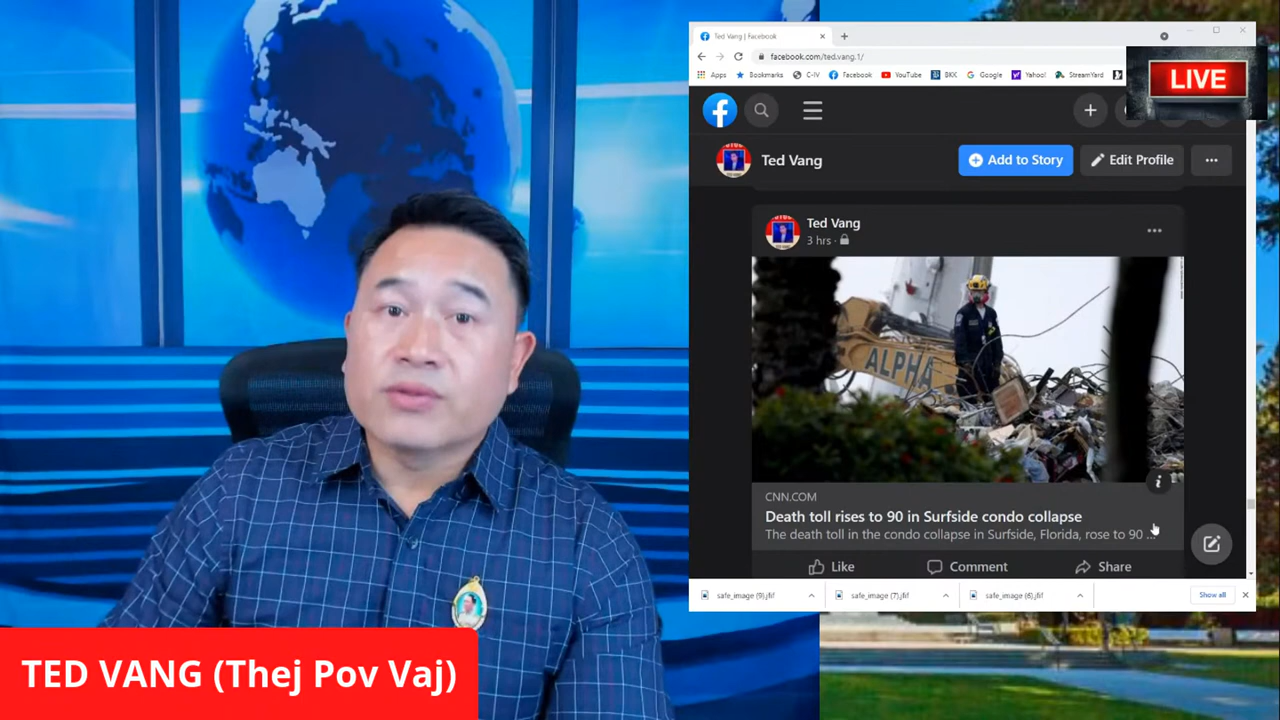 Ted Vang | Facebook
facebook.com/ted.vang.1/
Apps
Bookmarks
C-IV
Facebook
YouTube
BKK
Google
Yahoo!
StreamYard
LIVE
Ted Vang
Add to Story
Edit Profile
Ted Vang
3 hrs ·
ALPHA
CNN.COM
Death toll rises to 90 in Surfside condo collapse
The death toll in the condo collapse in Surfside, Florida, rose to 90 ...
Like
Comment
Share
safe_image (9).jfif
safe_image (7).jfif
safe_image (6).jfif
Show all
TED VANG (Thej Pov Vaj)